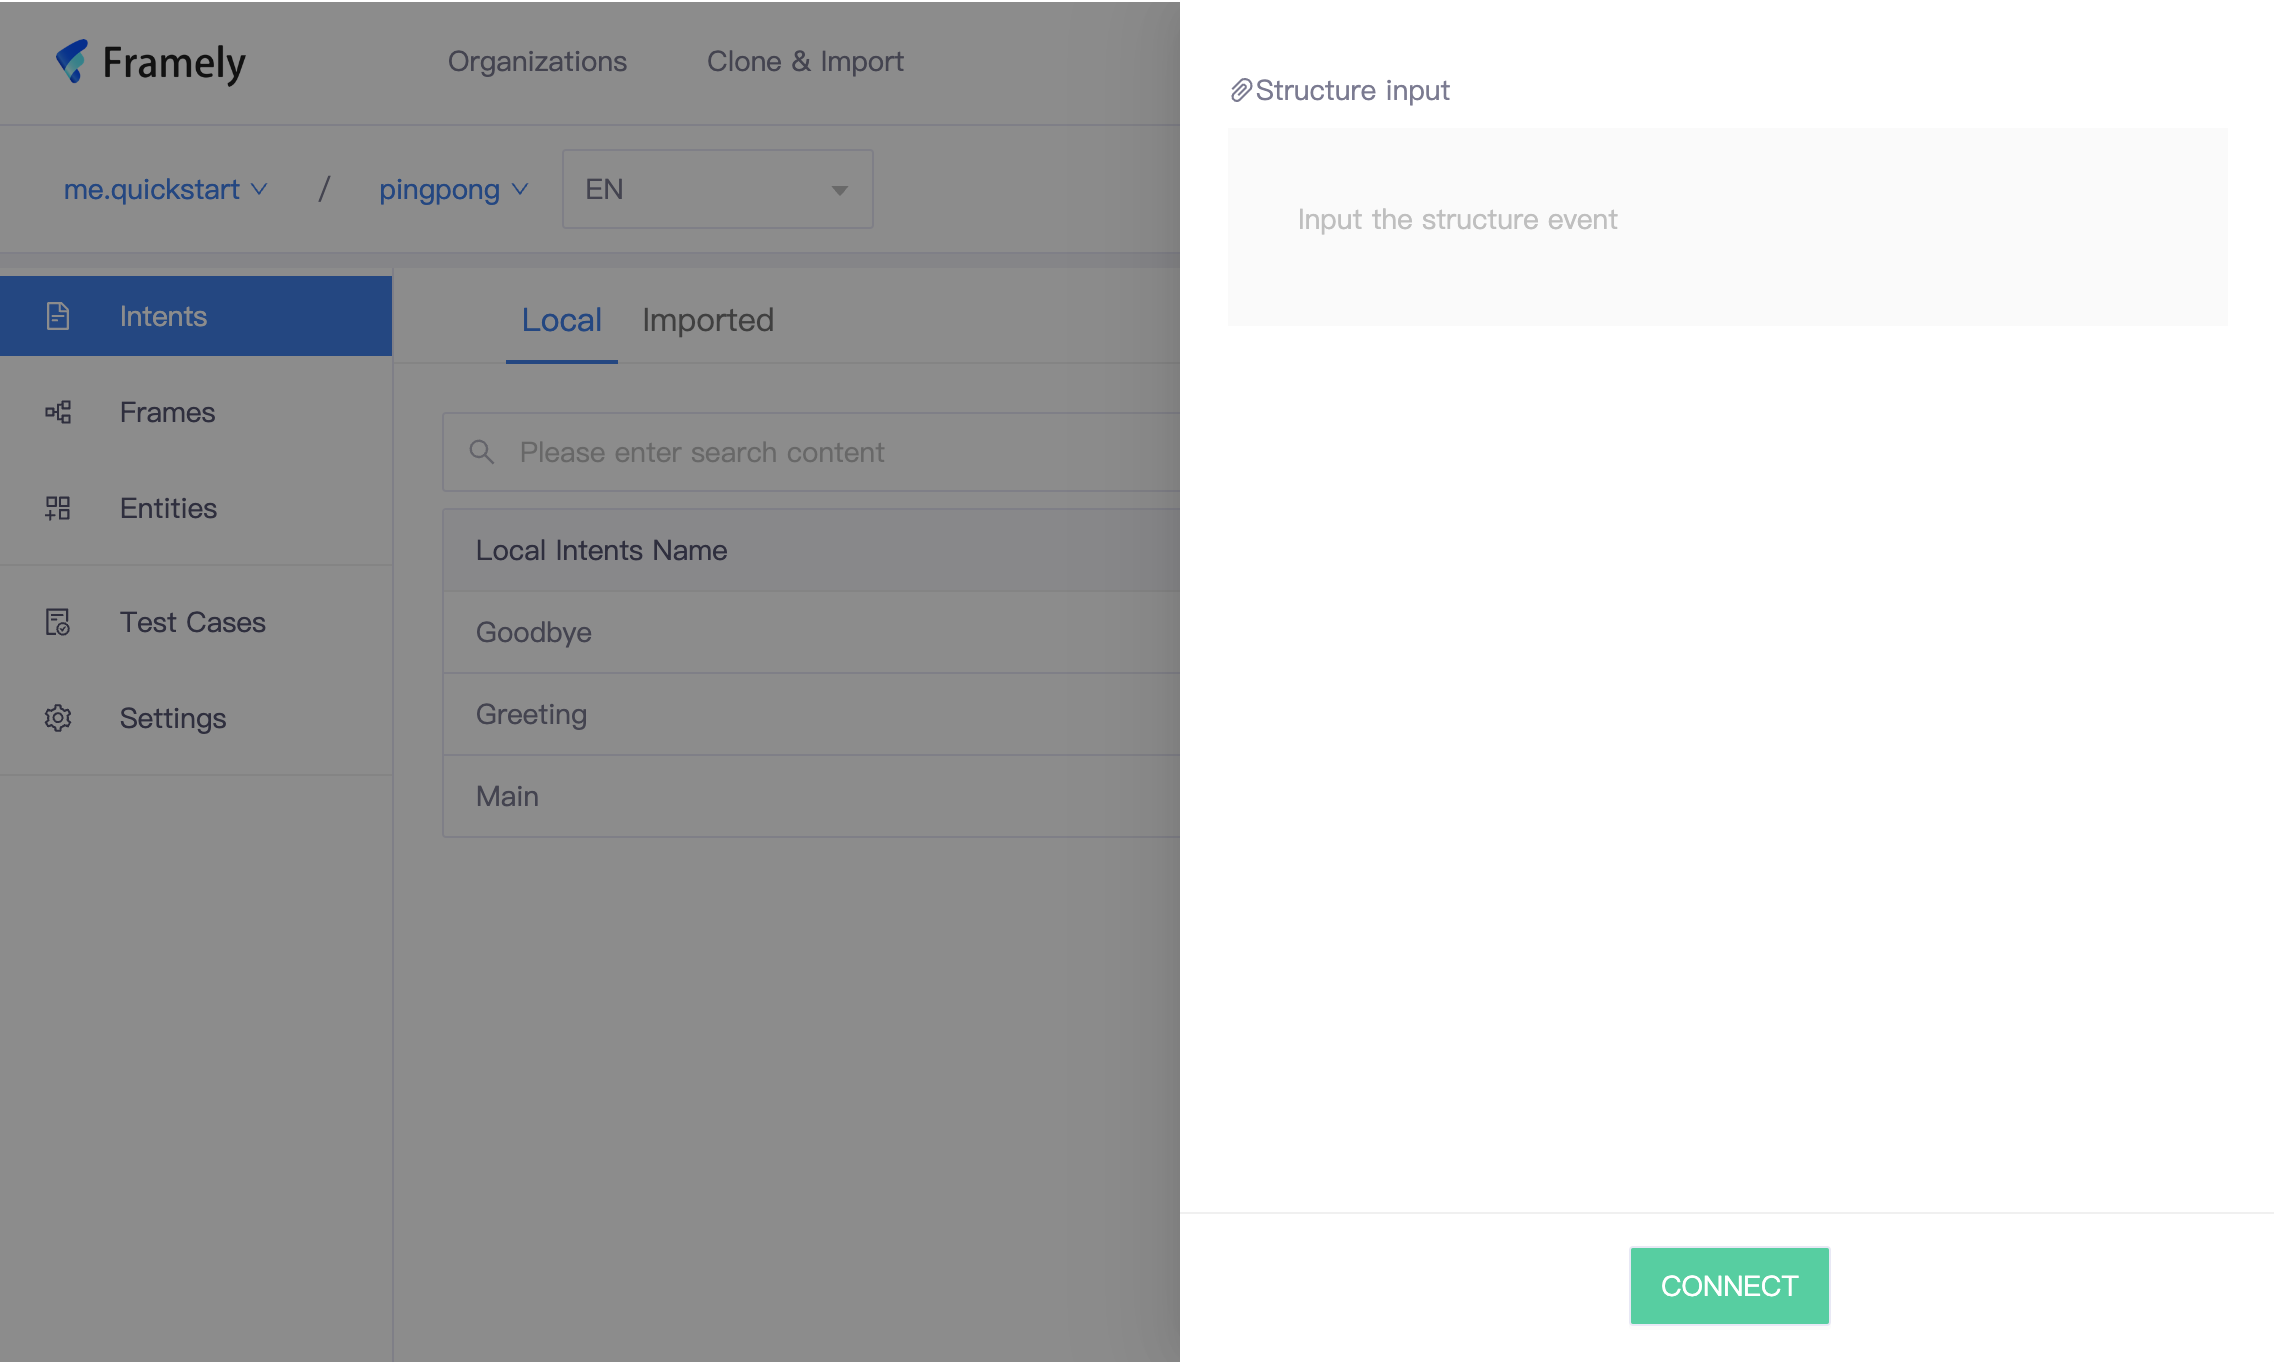 Framely
Organizations
Clone & Import
me.quickstart
/
pingpong
EN
Intents
Frames
Entities
Test Cases
Settings
Local
Imported
Please enter search content
Local Intents Name
Goodbye
Greeting
Main
Structure input
Input the structure event
CONNECT